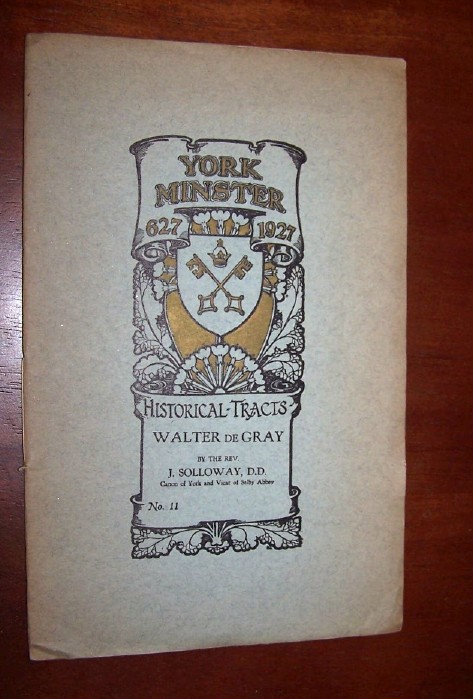 YORK
MINSTER
627 1927
HISTORICAL-TRACTS
WALTER DE GRAY
BY THE REV.
J. SOLLOWAY, D.D.
Canon of York and Vicar of Selby Abbey
No. 11